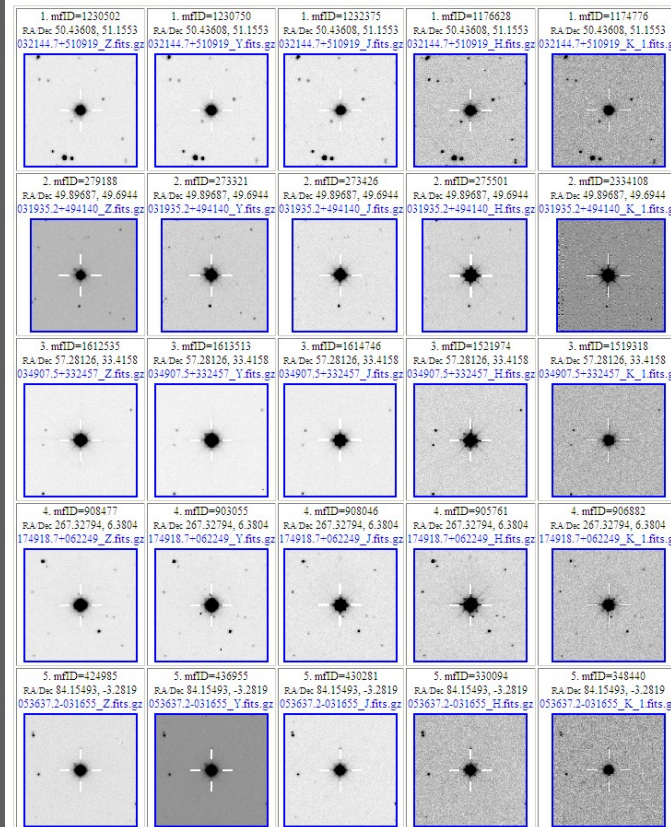 1. mfID=1230502
RA/Dec 50.43608, 51.1553
032144.7+510919_Z.fits.gz
1. mfID=1230750
RA/Dec 50.43608, 51.1553
032144.7+510919_Y.fits.gz
1. mfID=1232375
RA/Dec 50.43608, 51.1553
032144.7+510919_J.fits.gz
1. mfID=1176628
RA/Dec 50.43608, 51.1553
032144.7+510919_H.fits.gz
1. mfID=1174776
RA/Dec 50.43608, 51.1553
032144.7+510919_K_1.fits.g
2. mfID=279188
RA/Dec 49.89687, 49.6944
031935.2+494140_Z.fits.gz
2. mfID=273321
RA/Dec 49.89687, 49.6944
031935.2+494140_Y.fits.gz
2. mfID=273426
RA/Dec 49.89687, 49.6944
031935.2+494140_J.fits.gz
2. mfID=275501
RA/Dec 49.89687, 49.6944
031935.2+494140_H.fits.gz
2. mfID=2334108
RA/Dec 49.89687, 49.6944
031935.2+494140_K_1.fits.g
3. mfID=1612535
RA/Dec 57.28126, 33.4158
034907.5+332457_Z.fits.gz
3. mfID=1613513
RA/Dec 57.28126, 33.4158
034907.5+332457_Y.fits.gz
3. mfID=1614746
RA/Dec 57.28126, 33.4158
034907.5+332457_J.fits.gz
3. mfID=1521974
RA/Dec 57.28126, 33.4158
034907.5+332457_H.fits.gz
3. mfID=1519318
RA/Dec 57.28126, 33.4158
034907.5+332457_K_1.fits.g
4. mfID=908477
RA/Dec 267.32794, 6.3804
174918.7+062249_Z.fits.gz
4. mfID=903055
RA/Dec 267.32794, 6.3804
174918.7+062249_Y.fits.gz
4. mfID=908046
RA/Dec 267.32794, 6.3804
174918.7+062249_J.fits.gz
4. mfID=905761
RA/Dec 267.32794, 6.3804
174918.7+062249_H.fits.gz
4. mfID=906882
RA/Dec 267.32794, 6.3804
174918.7+062249_K_1.fits.g
5. mfID=424985
RA/Dec 84.15493, -3.2819
053637.2-031655_Z.fits.gz
5. mfID=436955
RA/Dec 84.15493, -3.2819
053637.2-031655_Y.fits.gz
5. mfID=430281
RA/Dec 84.15493, -3.2819
053637.2-031655_J.fits.gz
5. mfID=330094
RA/Dec 84.15493, -3.2819
053637.2-031655_H.fits.gz
5. mfID=348440
RA/Dec 84.15493, -3.2819
053637.2-031655_K_1.fits.g